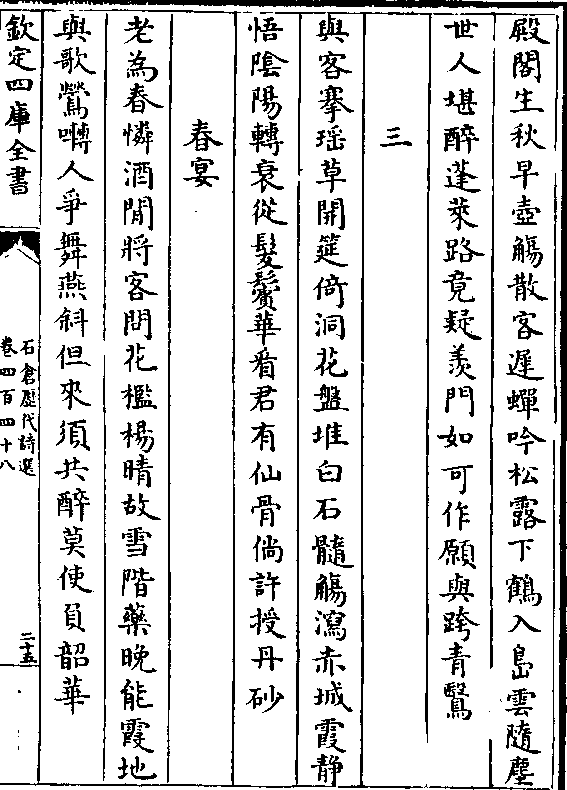 殿閣生秋早壺觴散客遲蟬吟松露下鶴入島雲隨塵
世人堪醉蓬萊路竟疑羨門如可作願與跨青鷖
三
與客搴瑶草開筵倚洞花盤堆白石髓觴瀉赤城霞静
悟陰陽轉衰從髮鬢華看君有仙骨倘許授丹砂
春宴
老為春憐酒閒將客問花檻楊晴故雪階藥晚能霞地
與歌鶯囀人爭舞燕斜但來須共醉莫使負韶華
欽定四庫全書
石倉歷代詩選
卷四百四十八
二十五